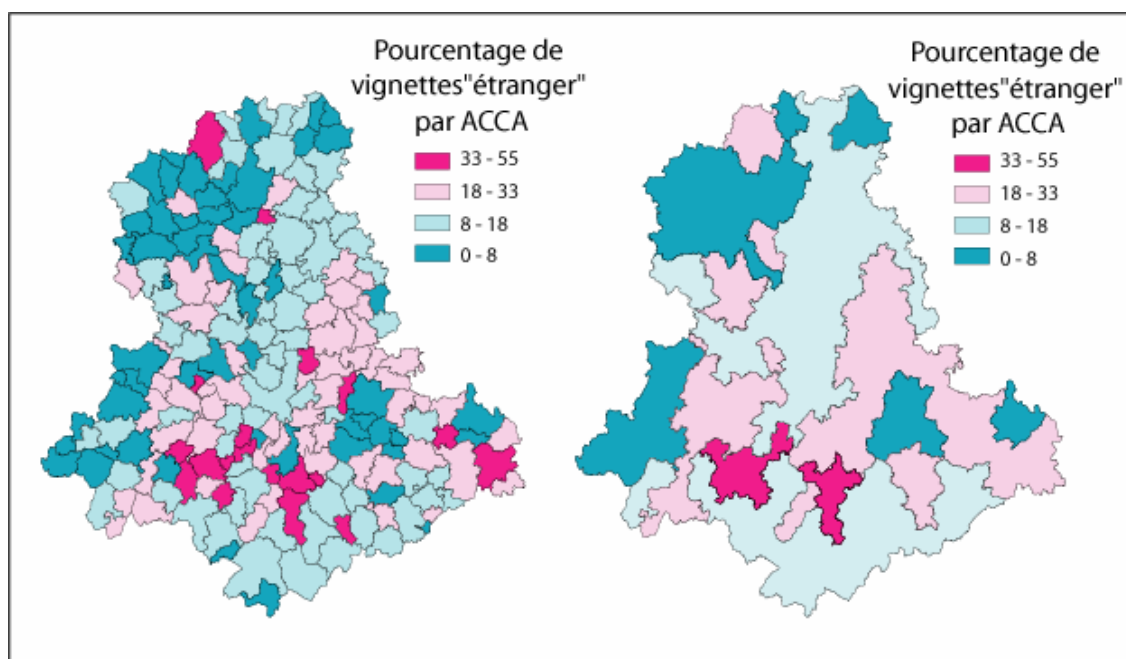 Pourcentage de
vignettes"étranger"
par ACCA
33 - 55
18 - 33
8 - 18
0 - 8
Pourcentage de
vignettes"étranger"
par ACCA
33 - 55
18 - 33
8 - 18
0 - 8